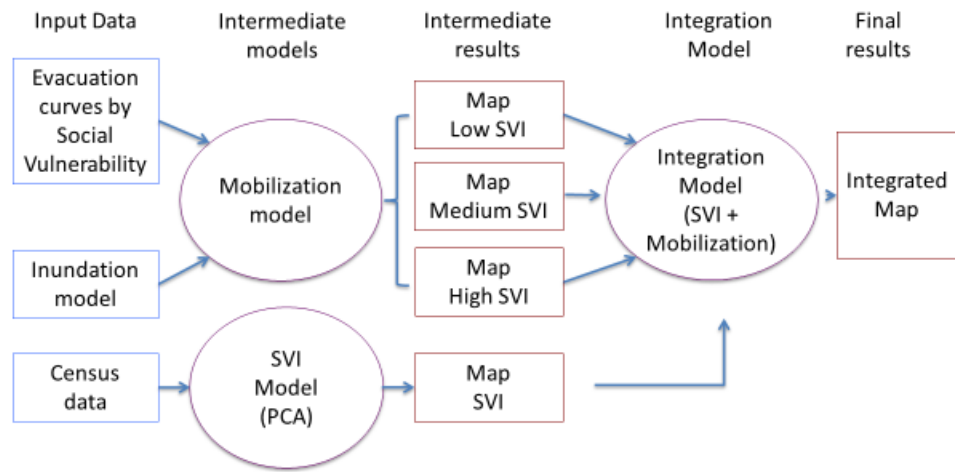 Input Data
Intermediate
models
Intermediate
results
Integration
Model
Final
results
Evacuation
curves by
Social
Vulnerability
Inundation
model
Census
data
Mobilization
model
SVI
Model
(PCA)
Map
Low SVI
Map
Medium SVI
Map
High SVI
Map
SVI
Integration
Model
(SVI +
Mobilization)
Integrated
Map